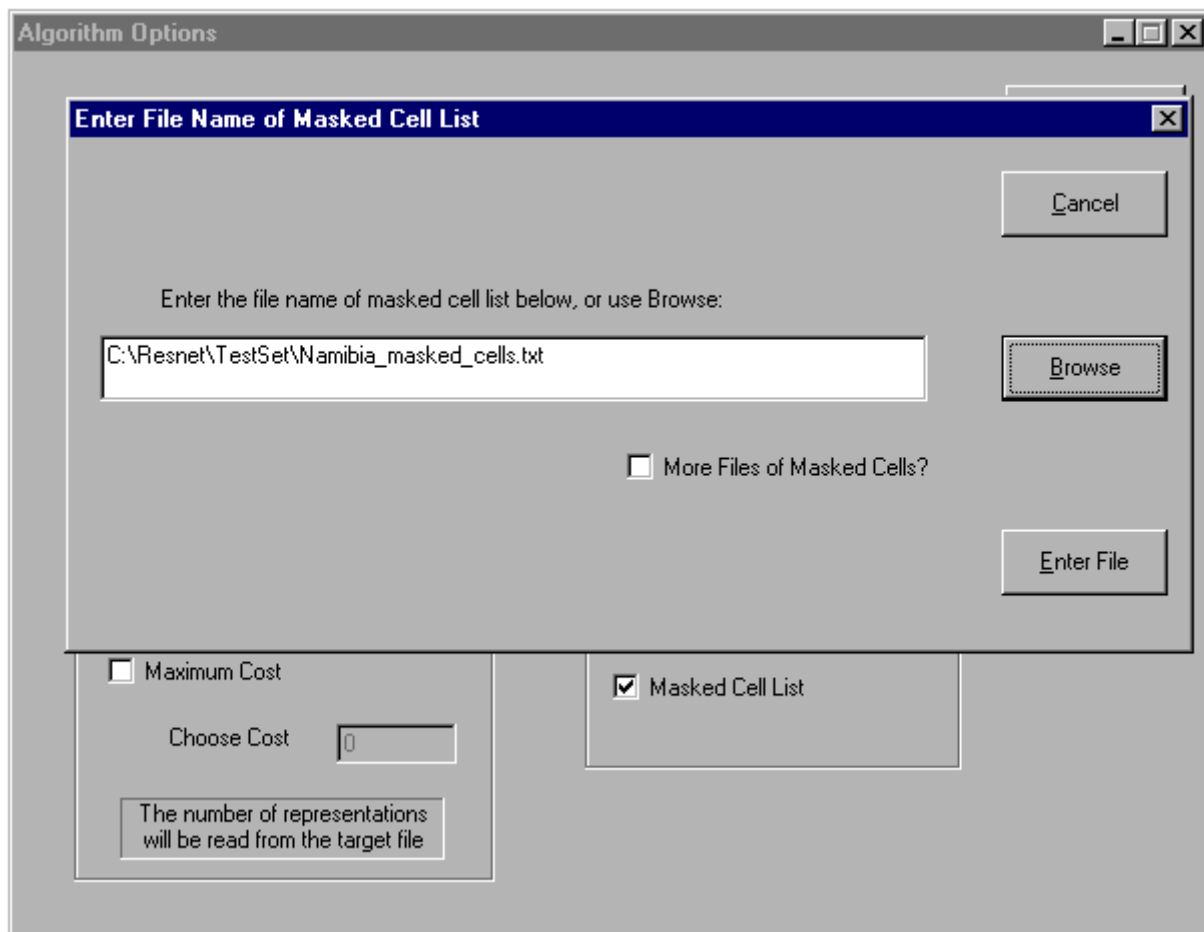 Algorithm Options
Enter File Name of Masked Cell List
Cancel
Enter the file name of masked cell list below, or use Browse:
C:\Resnet\TestSet\Namibia_masked_cells.txt
Browse
More Files of Masked Cells?
Enter File
Maximum Cost
Masked Cell List
Choose Cost
0
The number of representations
will be read from the target file